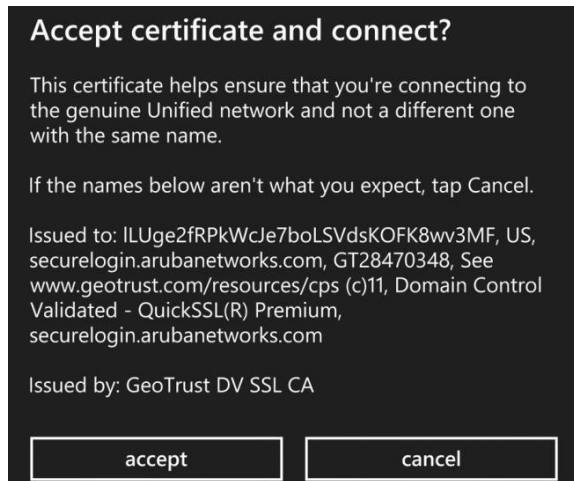 Accept certificate and connect?
This certificate helps ensure that you're connecting to
the genuine Unified network and not a different one
with the same name.
If the names below aren't what you expect, tap Cancel.
Issued to: lLUge2fRPkWcJe7boLSVdsKOFK8wv3MF, US,
securelogin.arubanetworks.com, GT28470348, See
www.geotrust.com/resources/cps (c)11, Domain Control
Validated - QuickSSL(R) Premium,
securelogin.arubanetworks.com
Issued by: GeoTrust DV SSL CA
accept
cancel